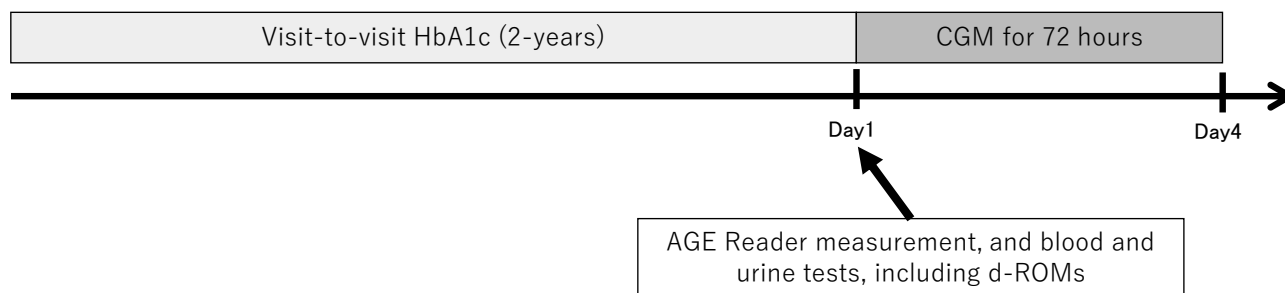 Visit-to-visit HbA1c (2-years)
CGM for 72 hours
Day1
Day4
AGE Reader measurement, and blood and
urine tests, including d-ROMs